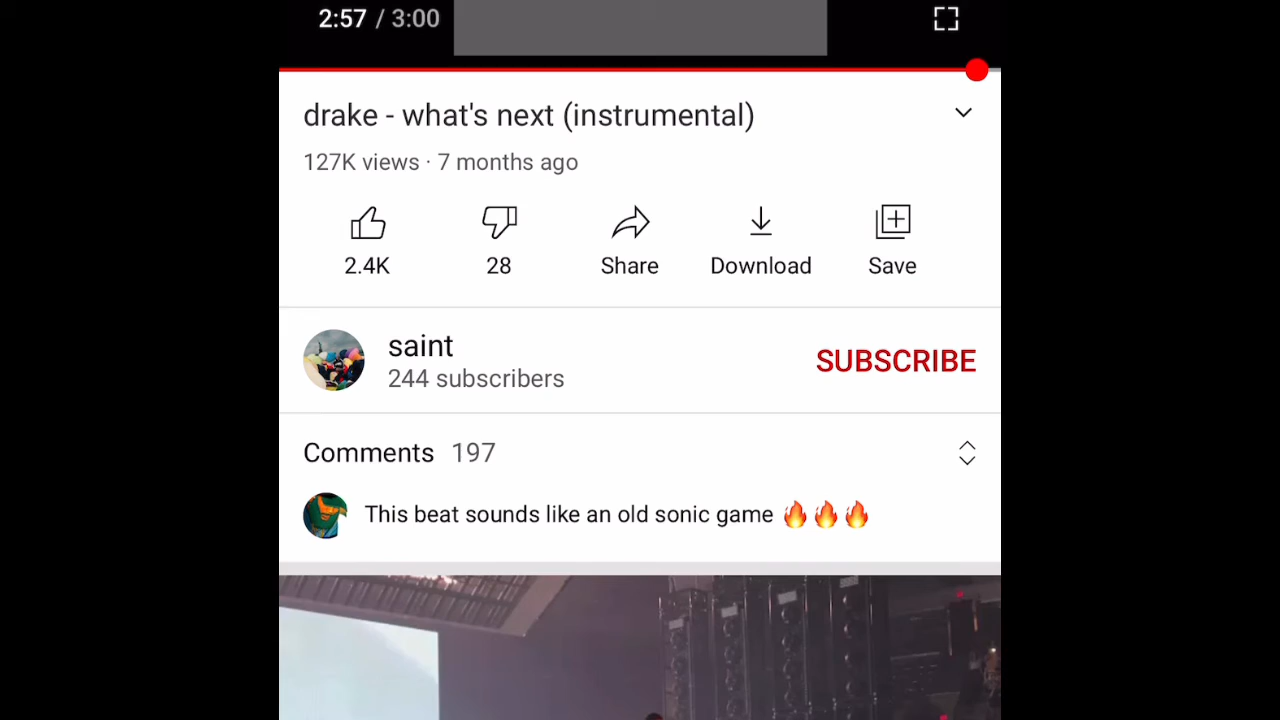 2:57 / 3:00
drake - what's next (instrumental)
127K views · 7 months ago
2.4K 28 Share Download Save
saint
244 subscribers
SUBSCRIBE
Comments 197
This beat sounds like an old sonic game 🔥🔥🔥